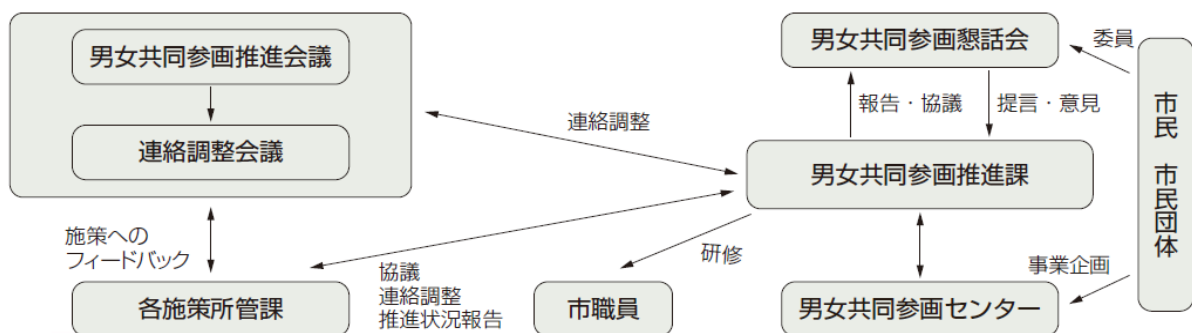 男女共同参画推進会議
連絡調整会議
施策への
フィードバック
各施策所管課
連絡調整
協議
連絡調整
推進状況報告
研修
市職員
男女共同参画懇話会
報告・協議
提言・意見
男女共同参画推進課
男女共同参画センター
委員
市民　市民団体
事業企画